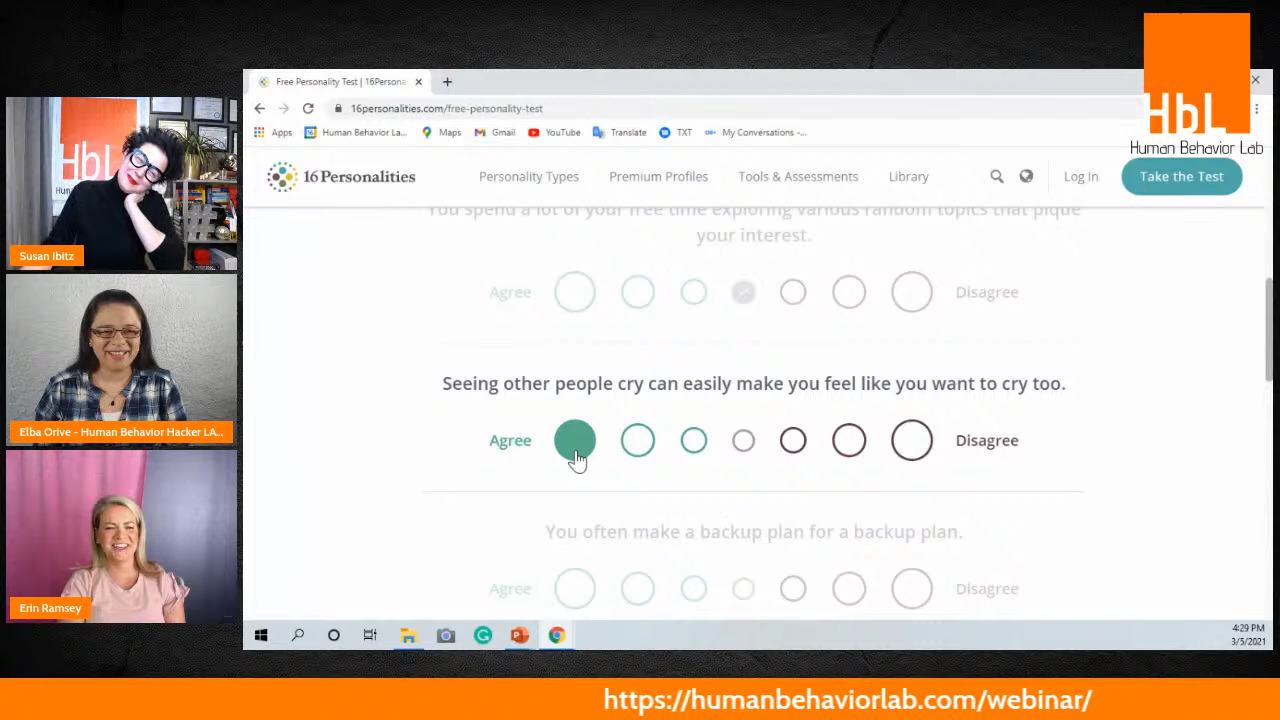 HbL
Human Behavior Lab
Free Personality Test | 16Persona
16personalities.com/free-personality-test
Apps
Human Behavior La...
Maps
Gmail
YouTube
Translate
TXT
My Conversations -...
16Personalities
Personality Types
Premium Profiles
Tools & Assessments
Library
Log In
Take the Test
You spend a lot of your free time exploring various random topics that pique
your interest.
Agree
Disagree
Seeing other people cry can easily make you feel like you want to cry too.
Agree
Disagree
You often make a backup plan for a backup plan.
Agree
Disagree
4:29 PM
3/5/2021
HbL
Susan Ibitz
Elba Orive - Human Behavior Hacker LA...
Erin Ramsey
https://humanbehaviorlab.com/webinar/